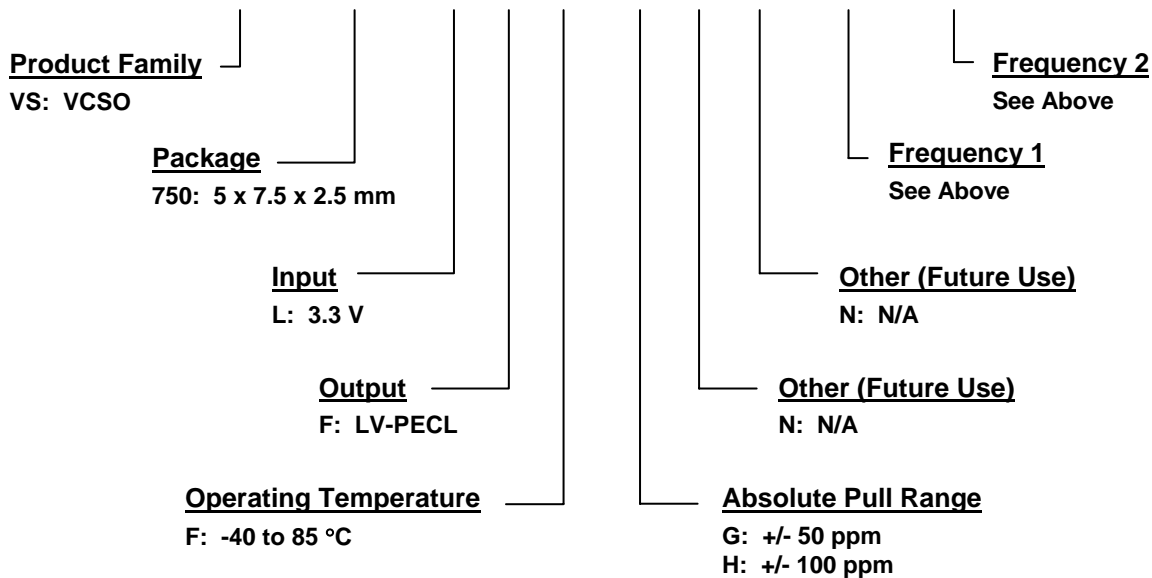 Product Family
VS: VCSO
Frequency 2
See Above
Package
750: 5 x 7.5 x 2.5 mm
Frequency 1
See Above
Input
L: 3.3 V
Other (Future Use)
N: N/A
Output
F: LV-PECL
Other (Future Use)
N: N/A
Operating Temperature
F: -40 to 85 °C
Absolute Pull Range
G: +/- 50 ppm
H: +/- 100 ppm